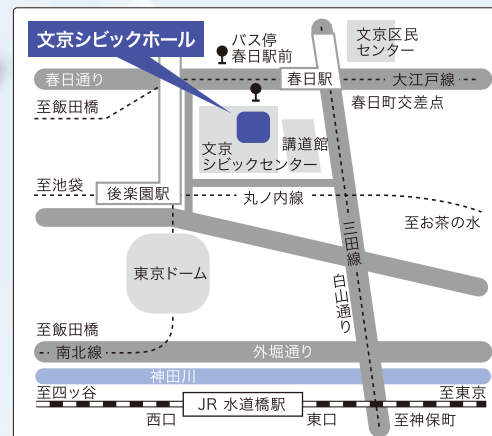 文京シビックホール
バス停
春日駅前
文京区民
センター
春日通り
春日駅
大江戸線
至飯田橋
春日町交差点
文京
シビックセンター
講道館
至池袋
後楽園駅
丸ノ内線
至お茶の水
三田線
東京ドーム
白山通り
至飯田橋
南北線
外堀通り
神田川
至四ッ谷
至東京
JR 水道橋駅
西口
東口
至神保町